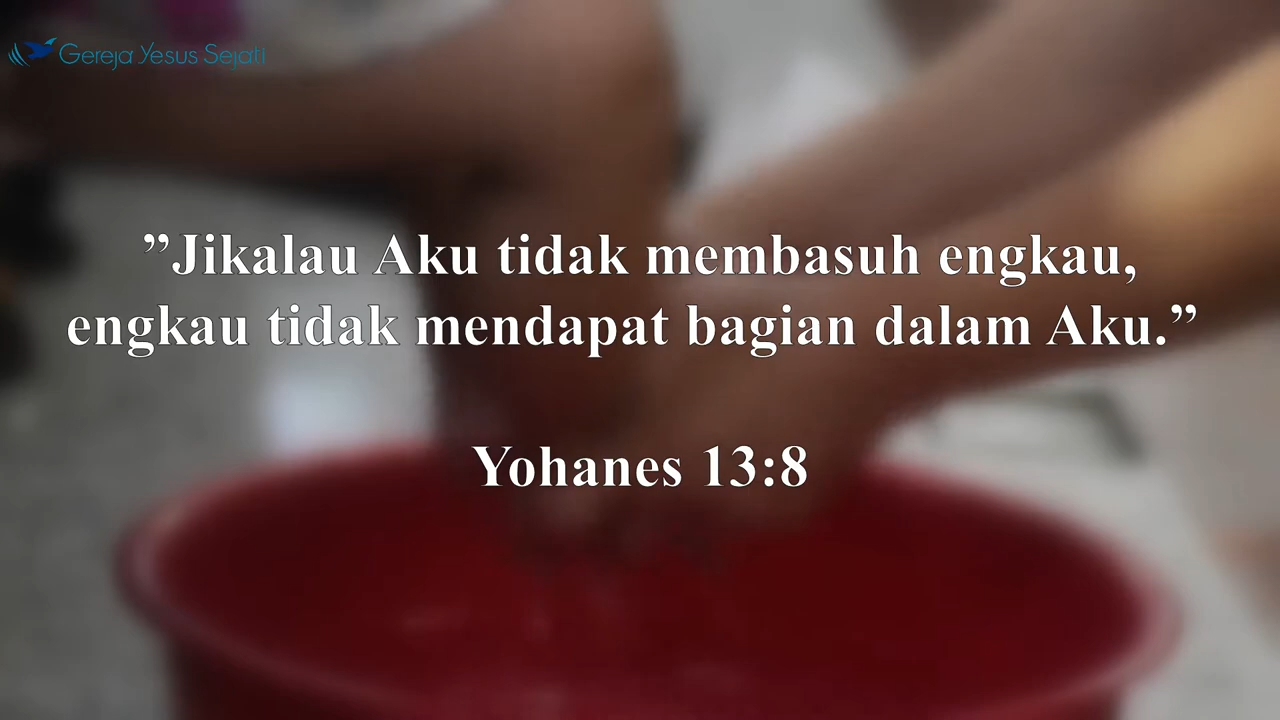 Gereja Yesus Sejati
”Jikalau Aku tidak membasuh engkau,
engkau tidak mendapat bagian dalam Aku.”
Yohanes 13:8